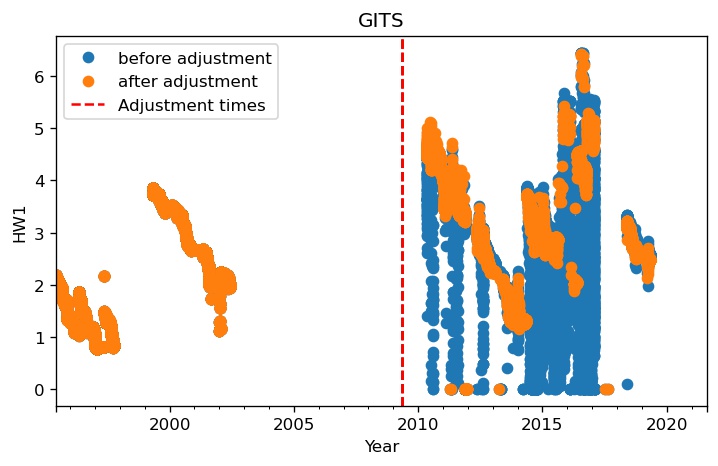 GITS
before adjustment
after adjustment
Adjustment times
HW1
6
5
4
3
2
1
0
2000 2005 2010 2015 2020
Year